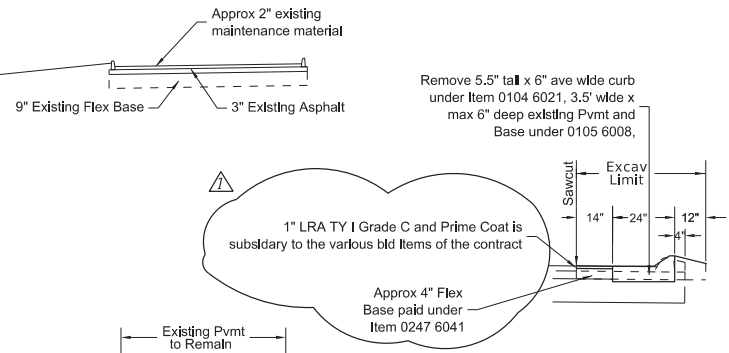 Approx 2" existing
maintenance material
9" Existing Flex Base
3" Existing Asphalt
Remove 5.5" tall x 6" ave wide curb
under Item 0104 6021, 3.5' wide x
max 6" deep existing Pvmt and
Base under 0105 6008,
1
Sawcut
Excav
Limit
14"
24"
12"
4"
1" LRA TY I Grade C and Prime Coat is
subsidary to the various bid items of the contract
Approx 4" Flex
Base paid under
Item 0247 6041
Existing Pvmt
to Remain